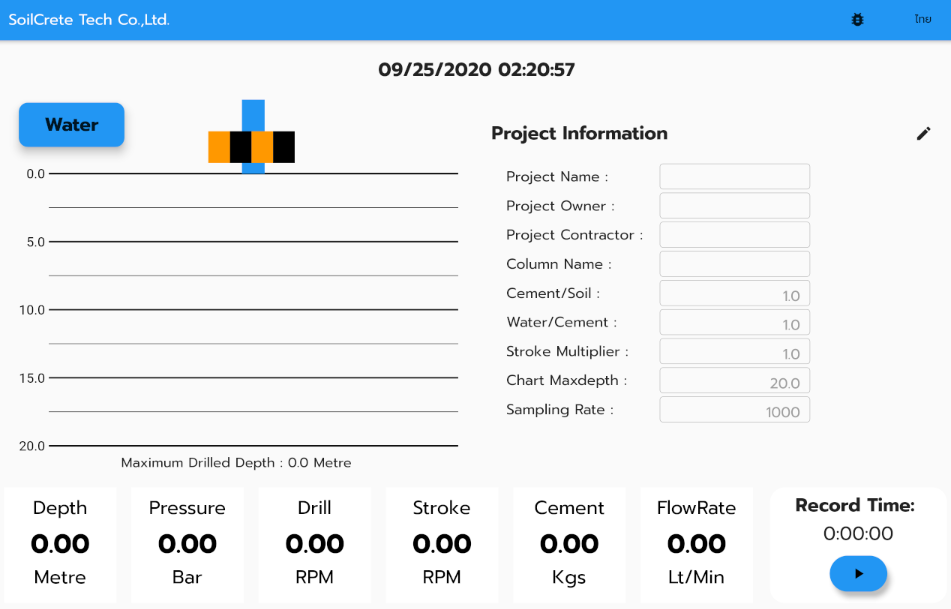 SoilCrete Tech Co.,Ltd.
ไทย
09/25/2020 02:20:57
Water
0.0
5.0
10.0
15.0
20.0
Maximum Drilled Depth : 0.0 Metre
Project Information
Project Name :
Project Owner :
Project Contractor :
Column Name :
Cement/Soil : 1.0
Water/Cement : 1.0
Stroke Multiplier : 1.0
Chart Maxdepth : 20.0
Sampling Rate : 1000
Depth
0.00
Metre
Pressure
0.00
Bar
Drill
0.00
RPM
Stroke
0.00
RPM
Cement
0.00
Kgs
FlowRate
0.00
Lt/Min
Record Time:
0:00:00